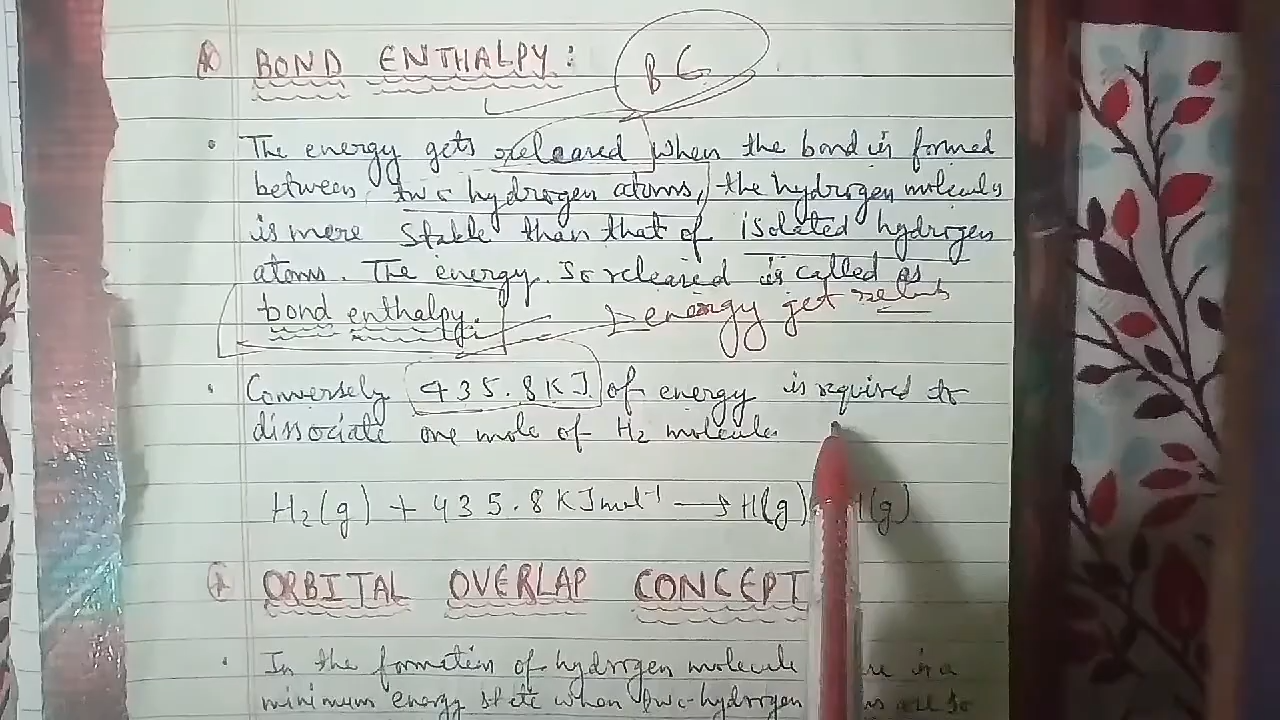 BOND ENTHALPY:
• The energy gets released when the bond is formed
between two hydrogen atoms, the hydrogen molecule
is more stable than that of isolated hydrogen
atoms. The energy so released is called as
bond enthalpy.
energy get
• Conversely 435.8 KJ of energy is required to
dissociate one mole of H2 molecule
H2(g) + 435.8 KJmol⁻¹ → H(g) H(g)
ORBITAL OVERLAP CONCEPT
• In the formation of hydrogen molecule is a
minimum energy state when two hydrogen are so